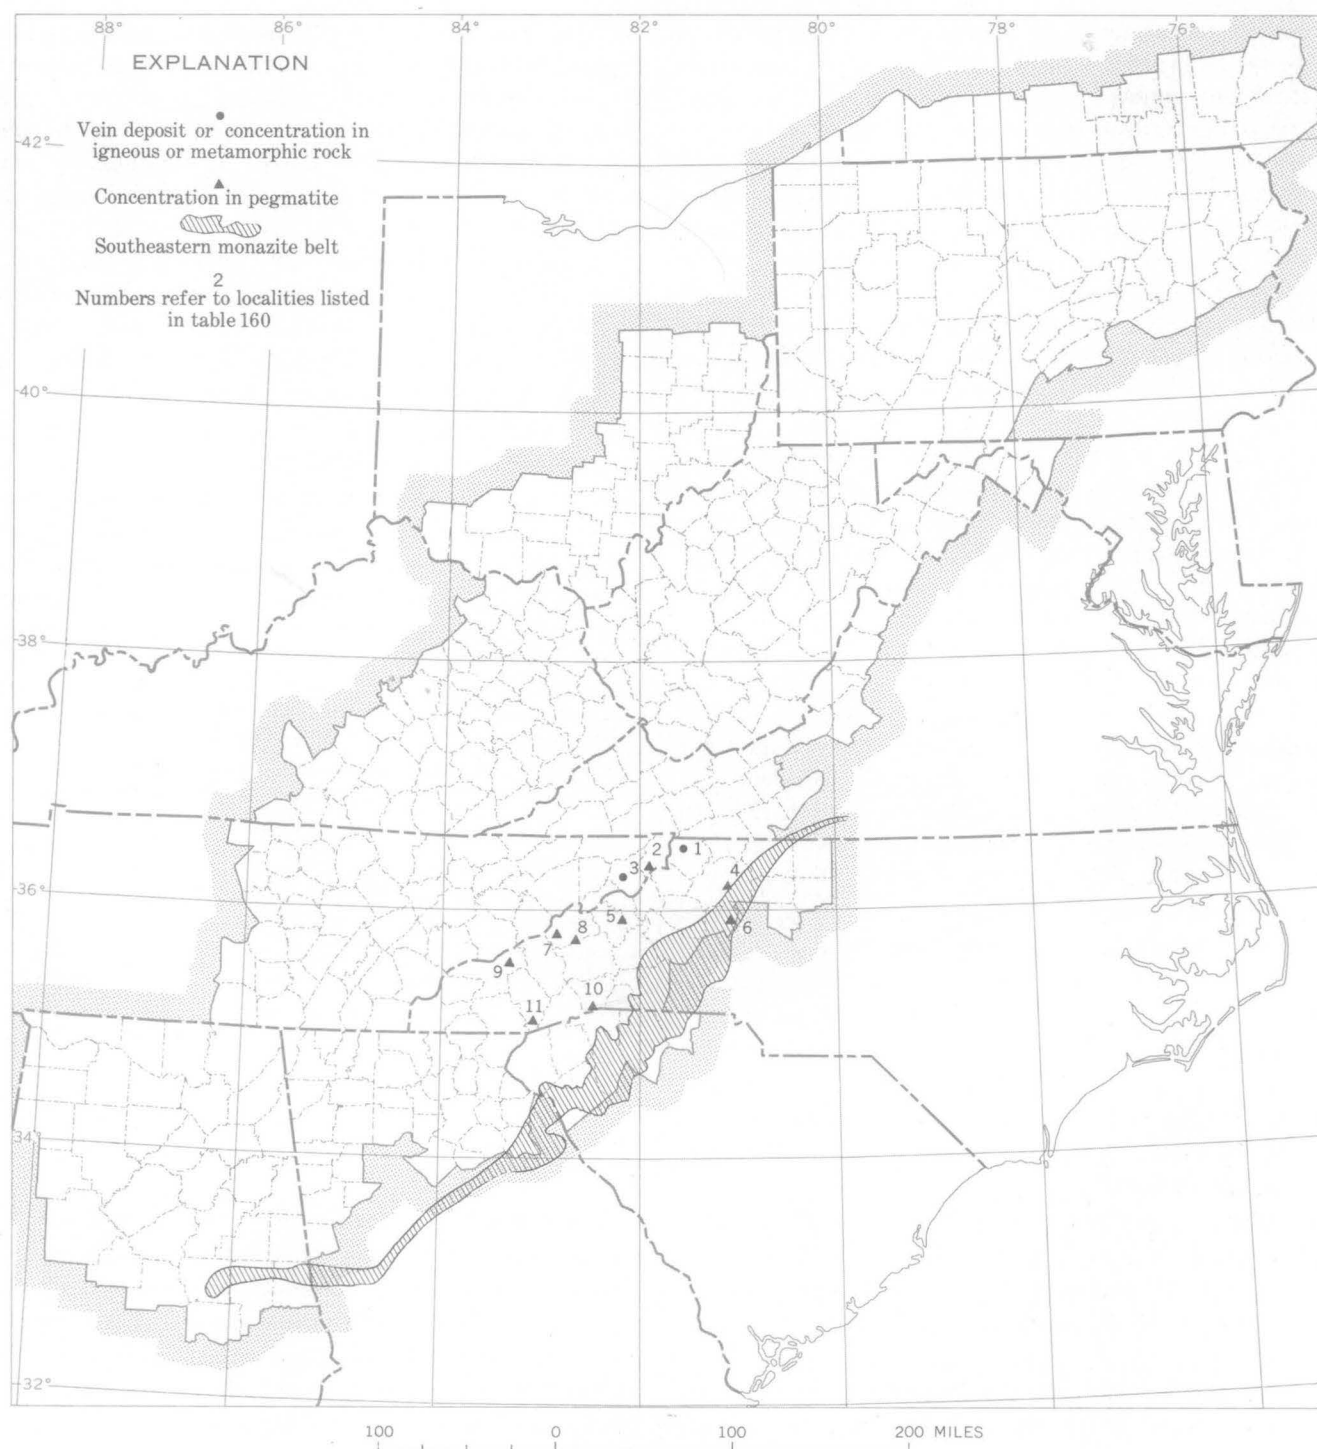 88° 86° 84° 82° 80° 78° 76°
EXPLANATION
Vein deposit or concentration in
igneous or metamorphic rock
Concentration in pegmatite
Southeastern monazite belt
2
Numbers refer to localities listed
in table 160
42°
40°
38°
36°
34°
32°
1
2
3
4
5
6
7
8
9
10
11
100 0 100 200 MILES